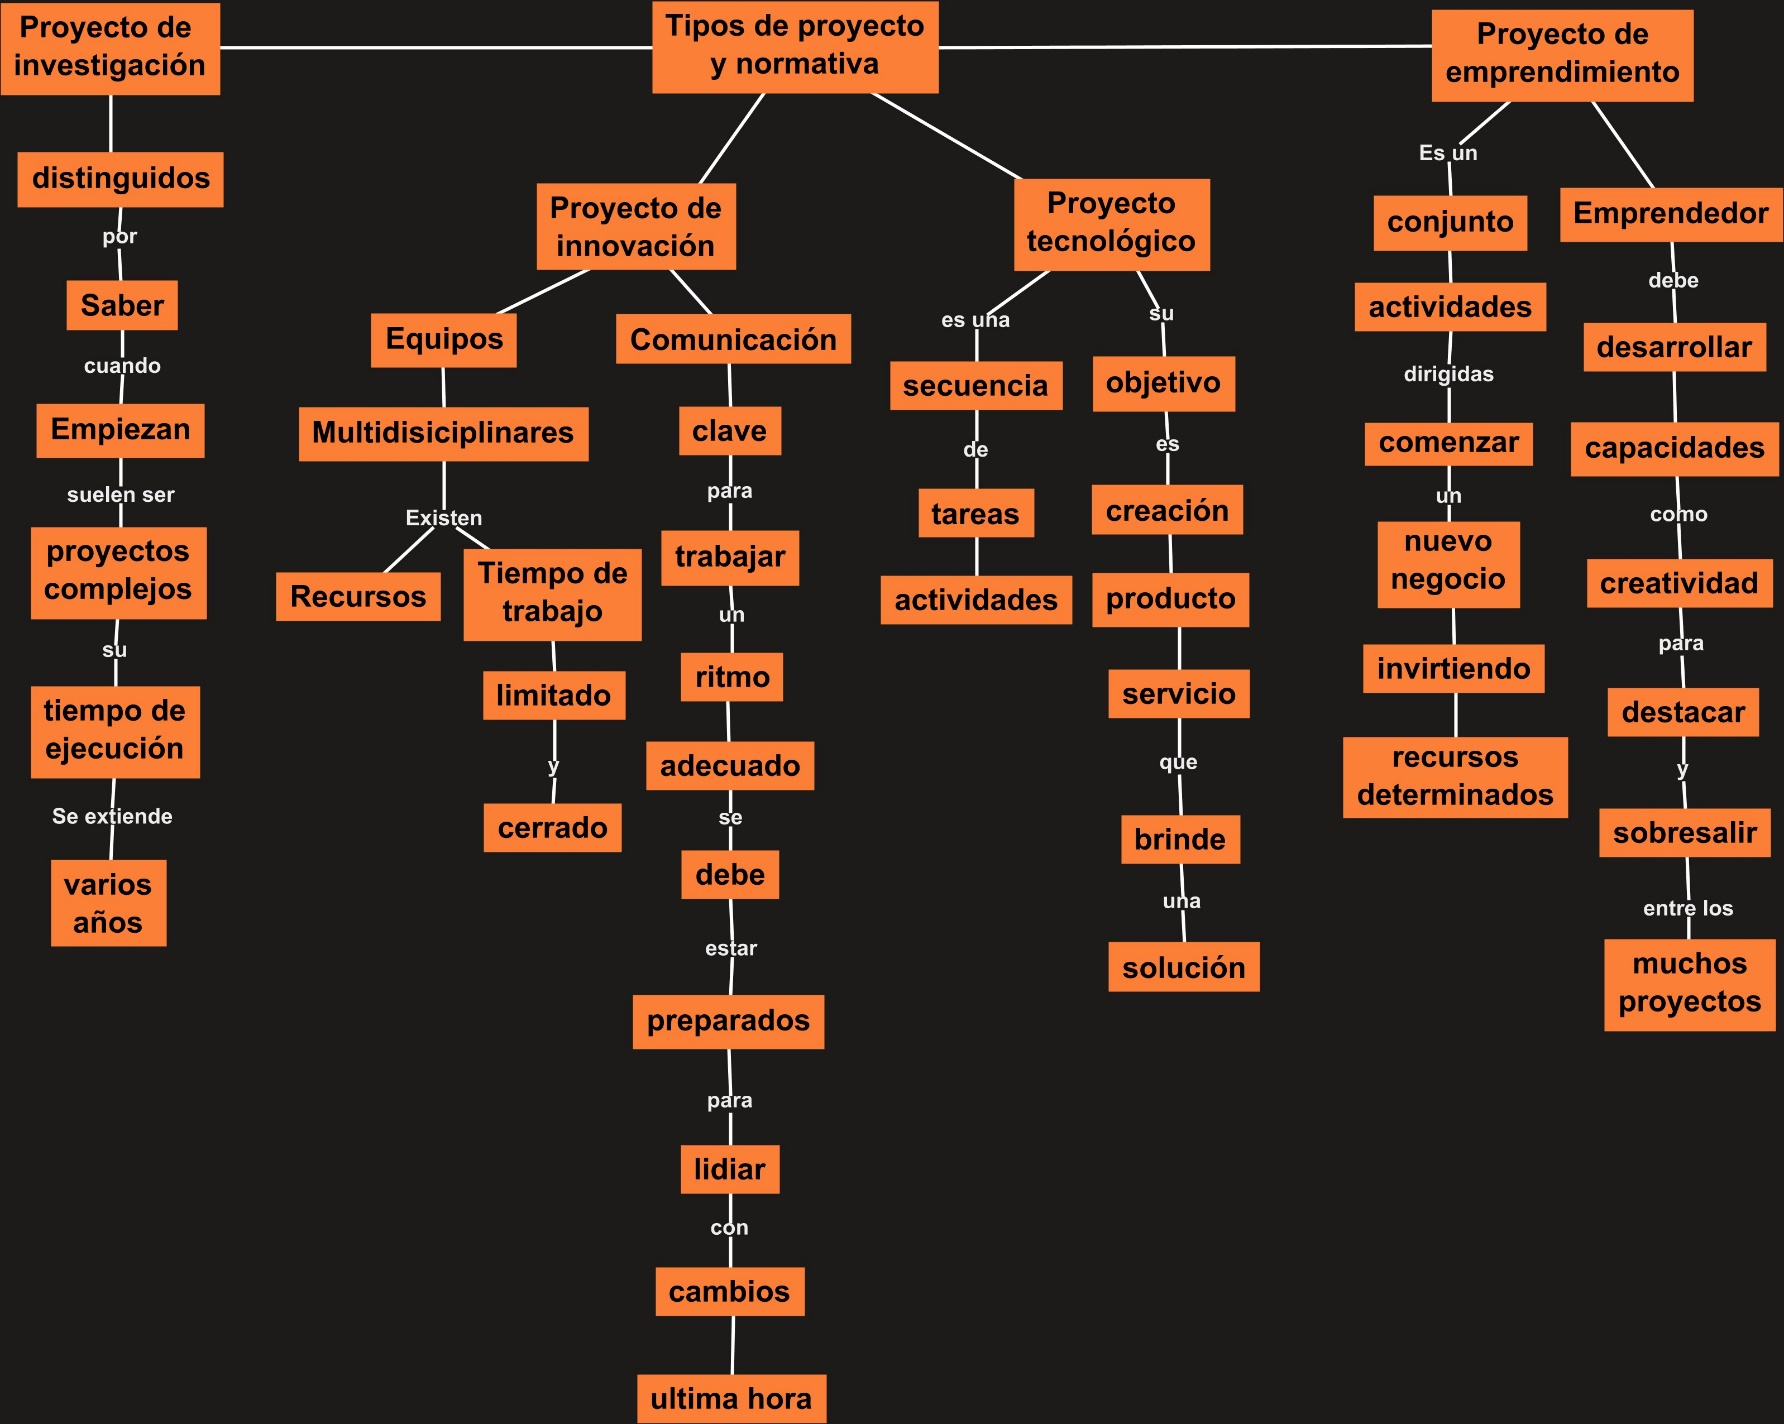 Proyecto de
investigación
distinguidos
por
Saber
cuando
Empiezan
suelen ser
proyectos
complejos
su
tiempo de
ejecución
Se extiende
varios
años
Tipos de proyecto
y normativa
Proyecto de
innovación
Equipos
Multidisiciplinares
Existen
Recursos
Tiempo de
trabajo
limitado
y
cerrado
Comunicación
clave
para
trabajar
un
ritmo
adecuado
se
debe
estar
preparados
para
lidiar
con
cambios
ultima hora
Proyecto
tecnológico
es una
secuencia
de
tareas
actividades
su
objetivo
es
creación
producto
servicio
que
brinde
una
solución
Proyecto de
emprendimiento
Es un
conjunto
actividades
dirigidas
comenzar
un
nuevo
negocio
invirtiendo
recursos
determinados
Emprendedor
debe
desarrollar
capacidades
como
creatividad
para
destacar
y
sobresalir
entre los
muchos
proyectos